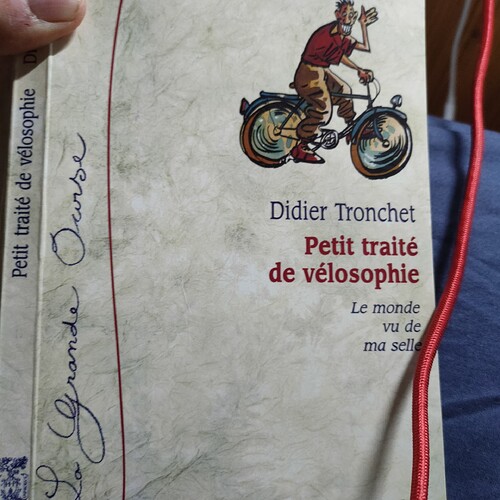 Didier Tronchet
Petit traité
de vélosophie
Le monde
vu de
ma selle
La Grande Ourse
Petit traité de vélosophie